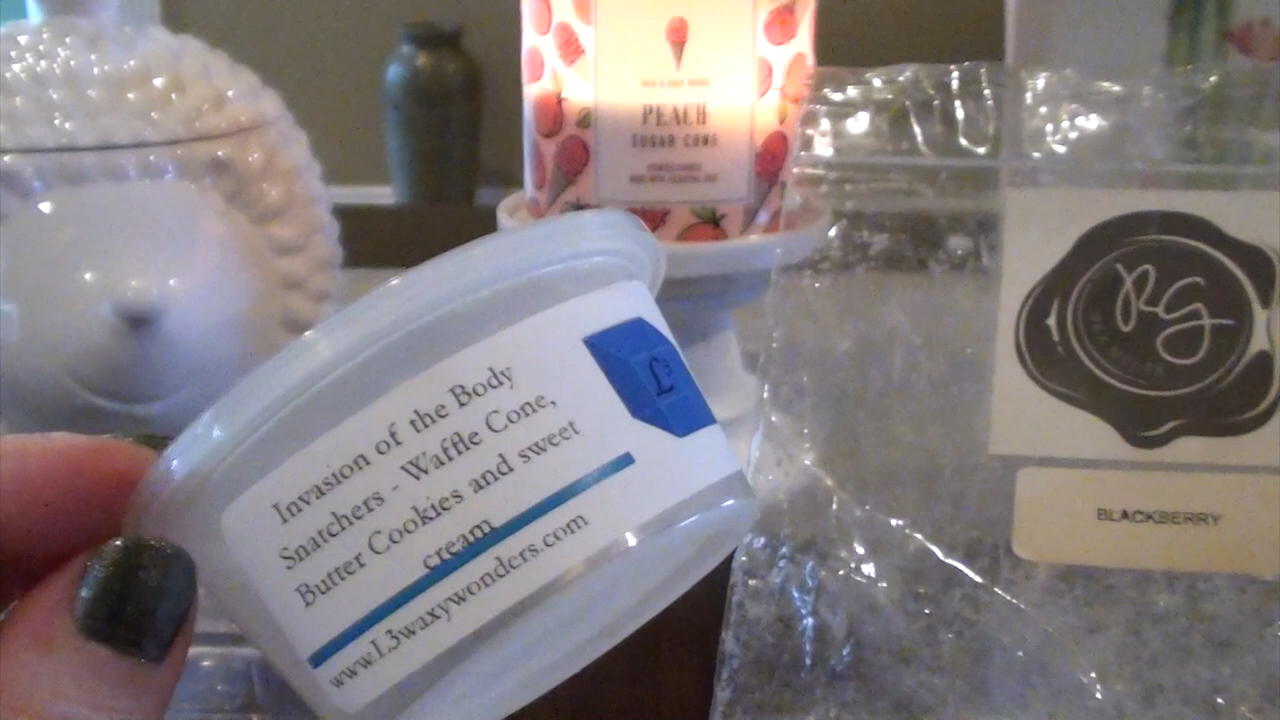 PEACH
SUGAR CONE
RG
BLACKBERRY
L3
Invasion of the Body
Snatchers - Waffle Cone,
Butter Cookies and sweet
cream
www.L3waxywonders.com